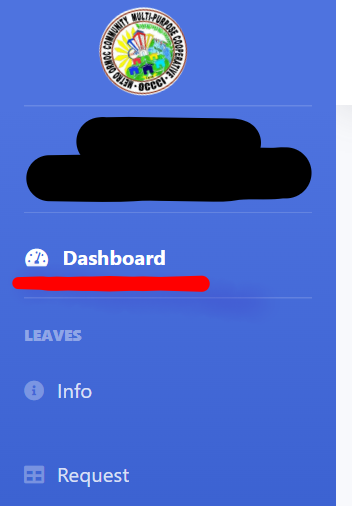 METRO ORMOC COMMUNITY MULTI-PURPOSE COOPERATIVE
OCCCI
Dashboard
LEAVES
Info
Request